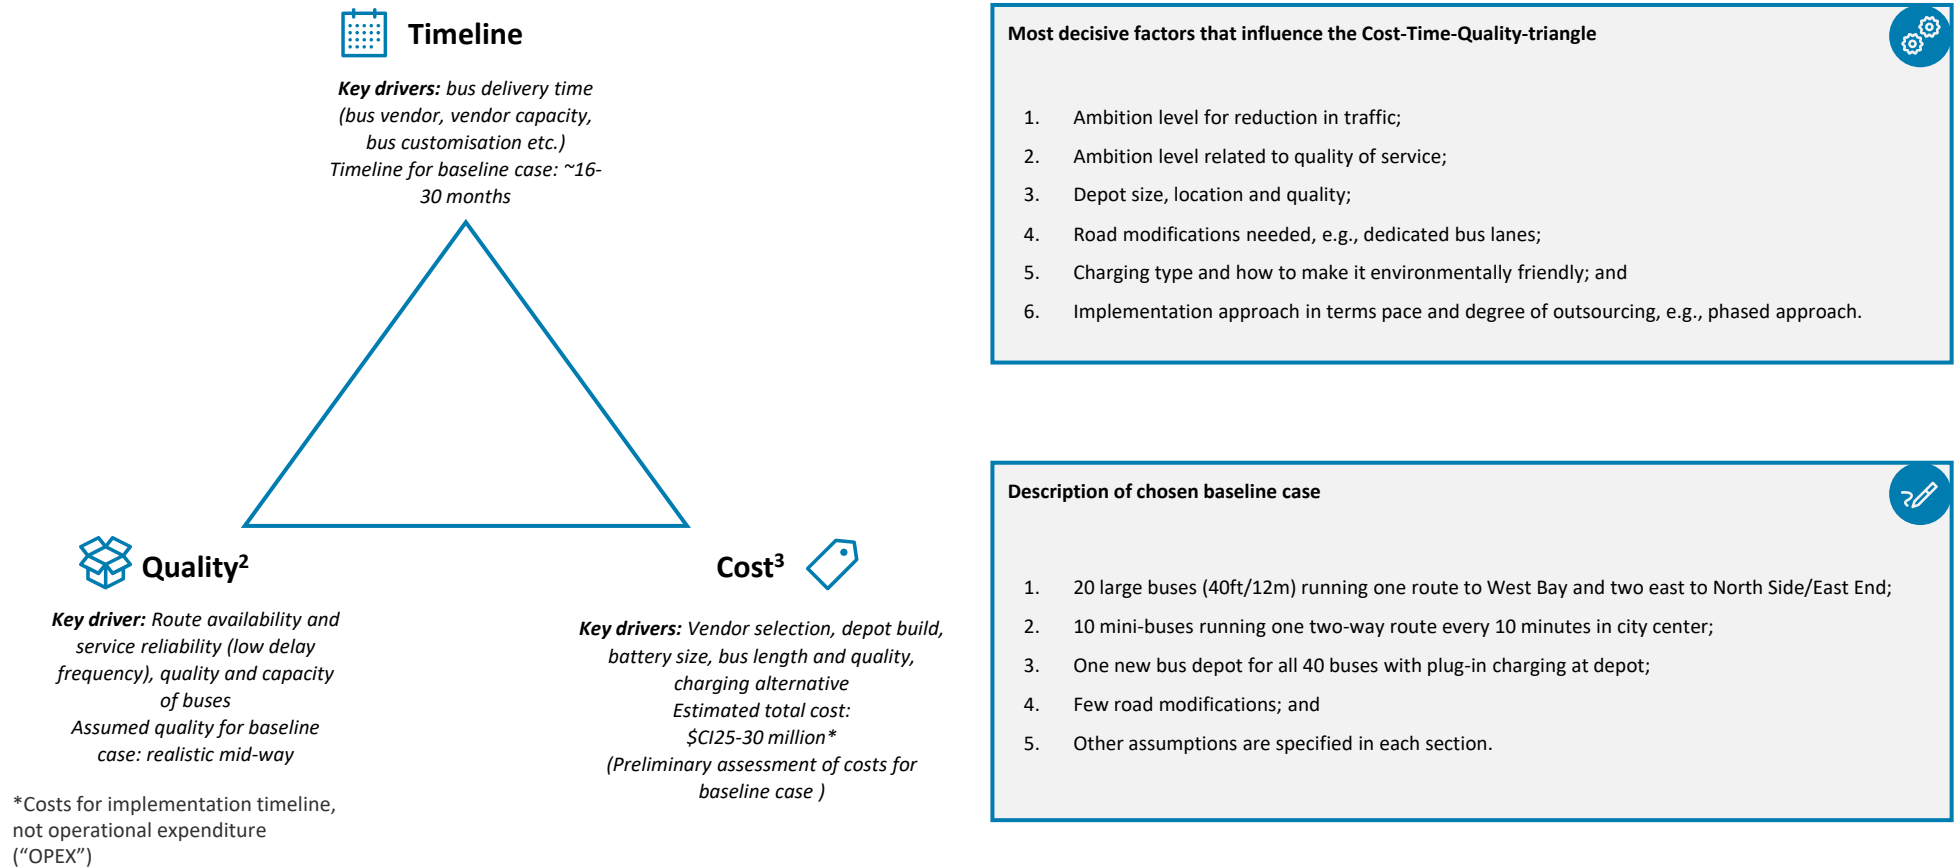 Timeline
Key drivers: bus delivery time
(bus vendor, vendor capacity,
bus customisation etc.)
Timeline for baseline case: ~16-
30 months
Quality2
Key driver: Route availability and
service reliability (low delay
frequency), quality and capacity
of buses
Assumed quality for baseline
case: realistic mid-way
*Costs for implementation timeline,
not operational expenditure
(“OPEX”)
Cost3
Key drivers: Vendor selection, depot build,
battery size, bus length and quality,
charging alternative
Estimated total cost:
$CI25-30 million*
(Preliminary assessment of costs for
baseline case )
Most decisive factors that influence the Cost-Time-Quality-triangle
1. Ambition level for reduction in traffic;
2. Ambition level related to quality of service;
3. Depot size, location and quality;
4. Road modifications needed, e.g., dedicated bus lanes;
5. Charging type and how to make it environmentally friendly; and
6. Implementation approach in terms pace and degree of outsourcing, e.g., phased approach.
Description of chosen baseline case
1. 20 large buses (40ft/12m) running one route to West Bay and two east to North Side/East End;
2. 10 mini-buses running one two-way route every 10 minutes in city center;
3. One new bus depot for all 40 buses with plug-in charging at depot;
4. Few road modifications; and
5. Other assumptions are specified in each section.